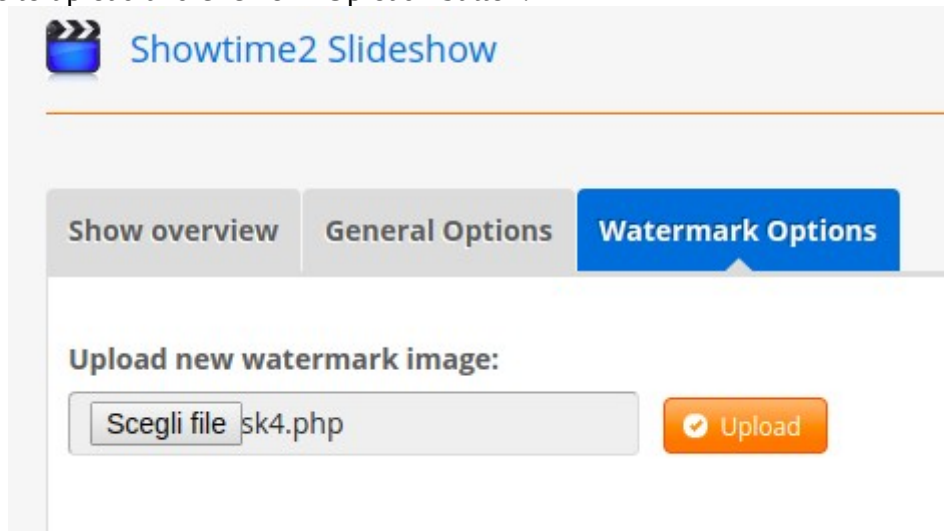 Showtime2 Slideshow
Show overview General Options Watermark Options
Upload new watermark image:
Scegli file sk4.php Upload